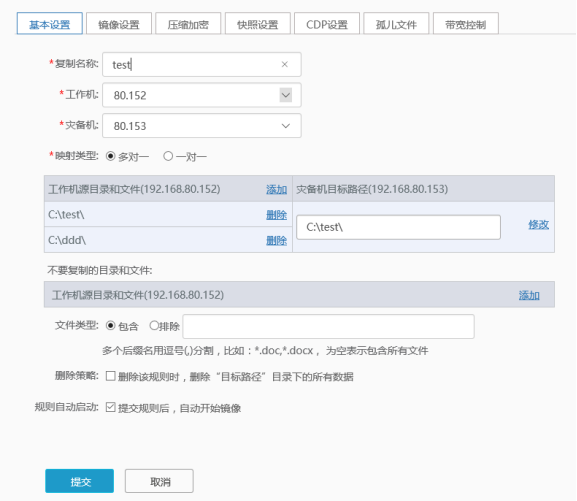 基本设置 镜像设置 压缩加密 快照设置 CDP设置 孤儿文件 带宽控制
*复制名称: test ×
*工作机: 80.152
*灾备机: 80.153
*映射类型: 多对一 一对一
工作机源目录和文件(192.168.80.152) 添加 灾备机目标路径(192.168.80.153)
C:\test\ 删除 C:\test\ 修改
C:\ddd\ 删除
不要复制的目录和文件:
工作机源目录和文件(192.168.80.152) 添加
文件类型: 包含 排除
多个后缀名用逗号(,)分割，比如：*.doc,*.docx， 为空表示包含所有文件
删除策略: 删除该规则时，删除“目标路径”目录下的所有数据
规则自动启动: 提交规则后，自动开始镜像
提交 取消